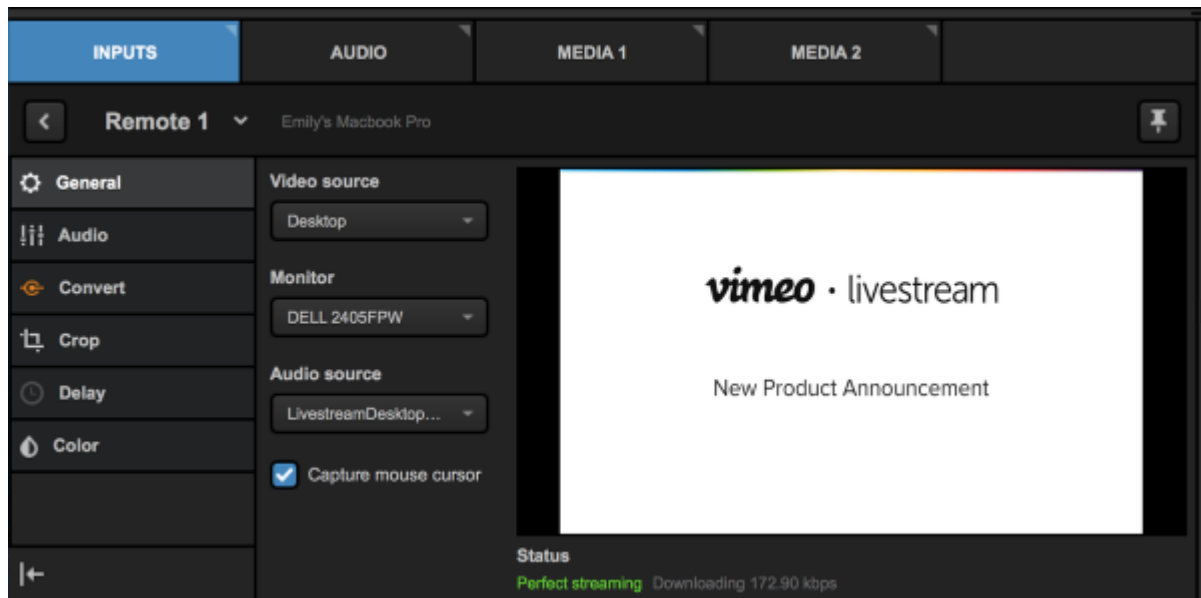 INPUTS AUDIO MEDIA 1 MEDIA 2
Remote 1 Emily's Macbook Pro
General
Audio
Convert
Crop
Delay
Color
Video source
Desktop
Monitor
DELL 2405FPW
Audio source
LivestreamDesktop...
Capture mouse cursor
vimeo · livestream
New Product Announcement
Status
Perfect streaming Downloading 172.90 kbps